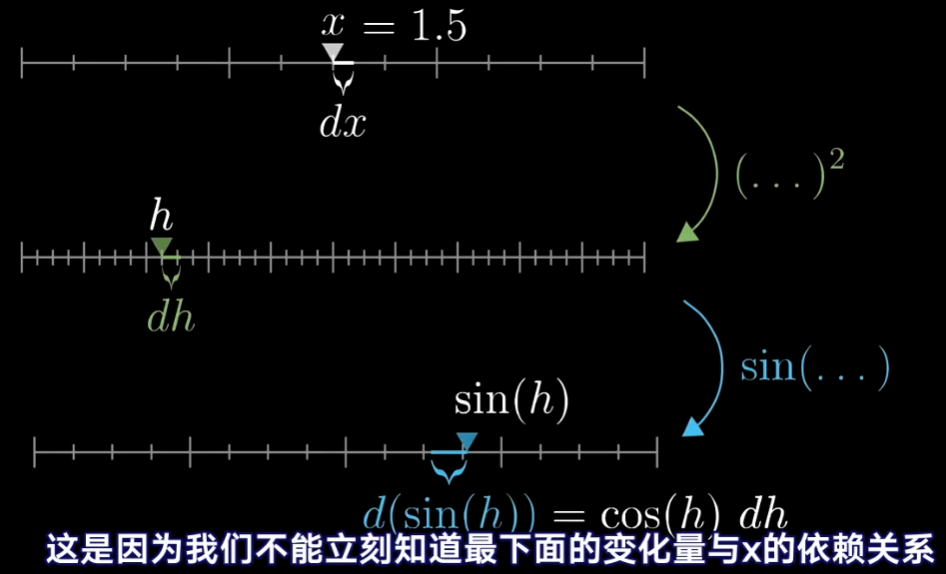 x = 1.5
dx
(...)²
h
dh
sin(...)
sin(h)
d(sin(h)) = cos(h) dh
这是因为我们不能立刻知道最下面的变化量与x的依赖关系